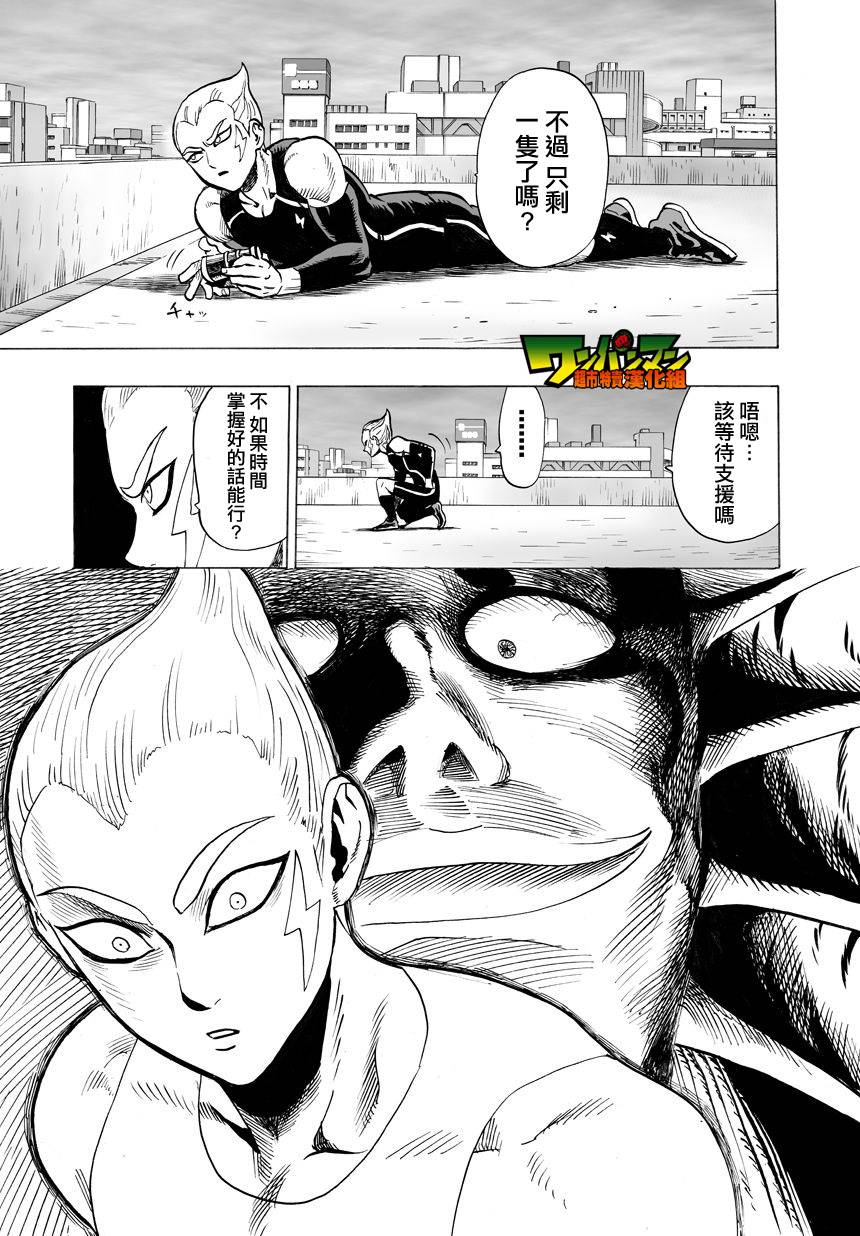 不過 只剩
一隻了嗎？
チャッ
ワンパンマン
超市特賣漢化組
唔嗯…
該等待支援嗎
………
不 如果時間
掌握好的話能行？